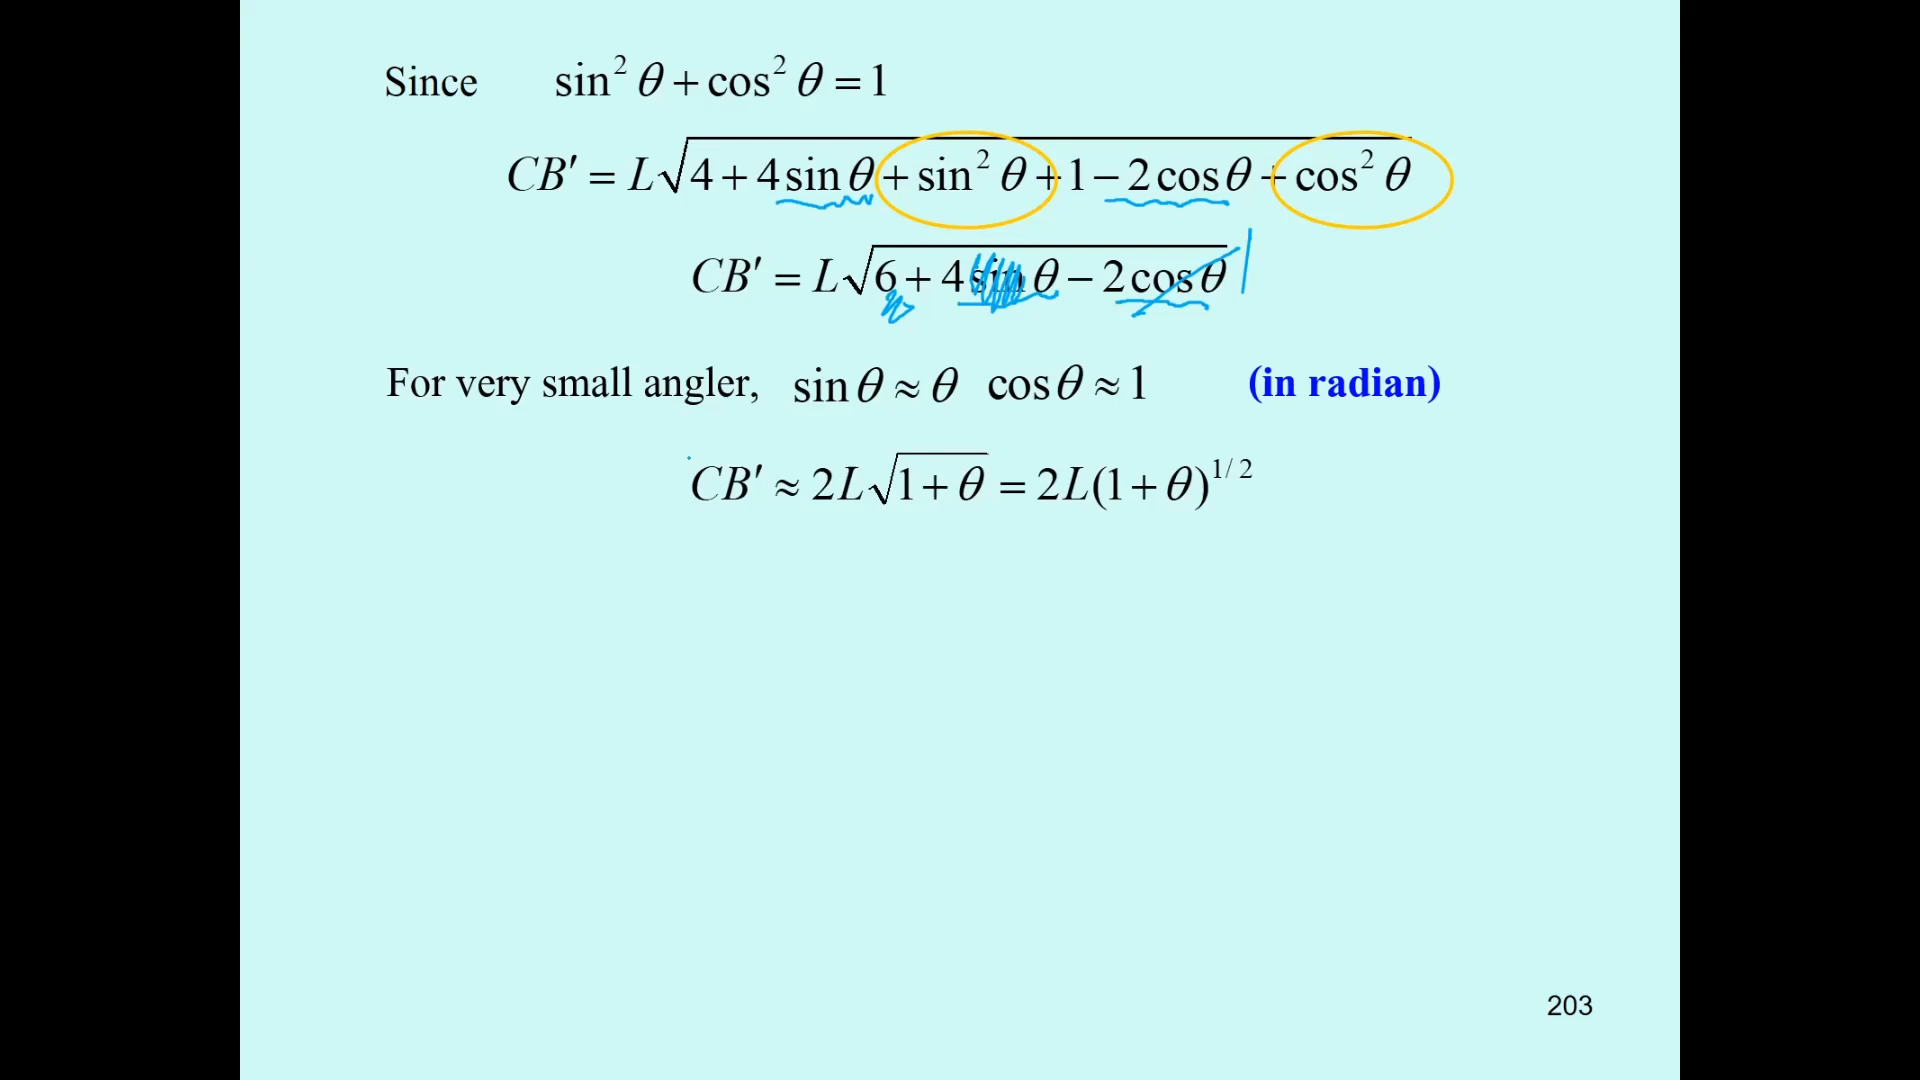 Since sin² θ + cos² θ = 1
CB′ = L√(4 + 4 sin θ + sin² θ + 1 − 2 cos θ + cos² θ)
CB′ = L√(6 + 4 sin θ − 2 cos θ) 1
For very small angler, sin θ ≈ θ cos θ ≈ 1 (in radian)
CB′ ≈ 2L√(1 + θ) = 2L(1 + θ)^1/2
203